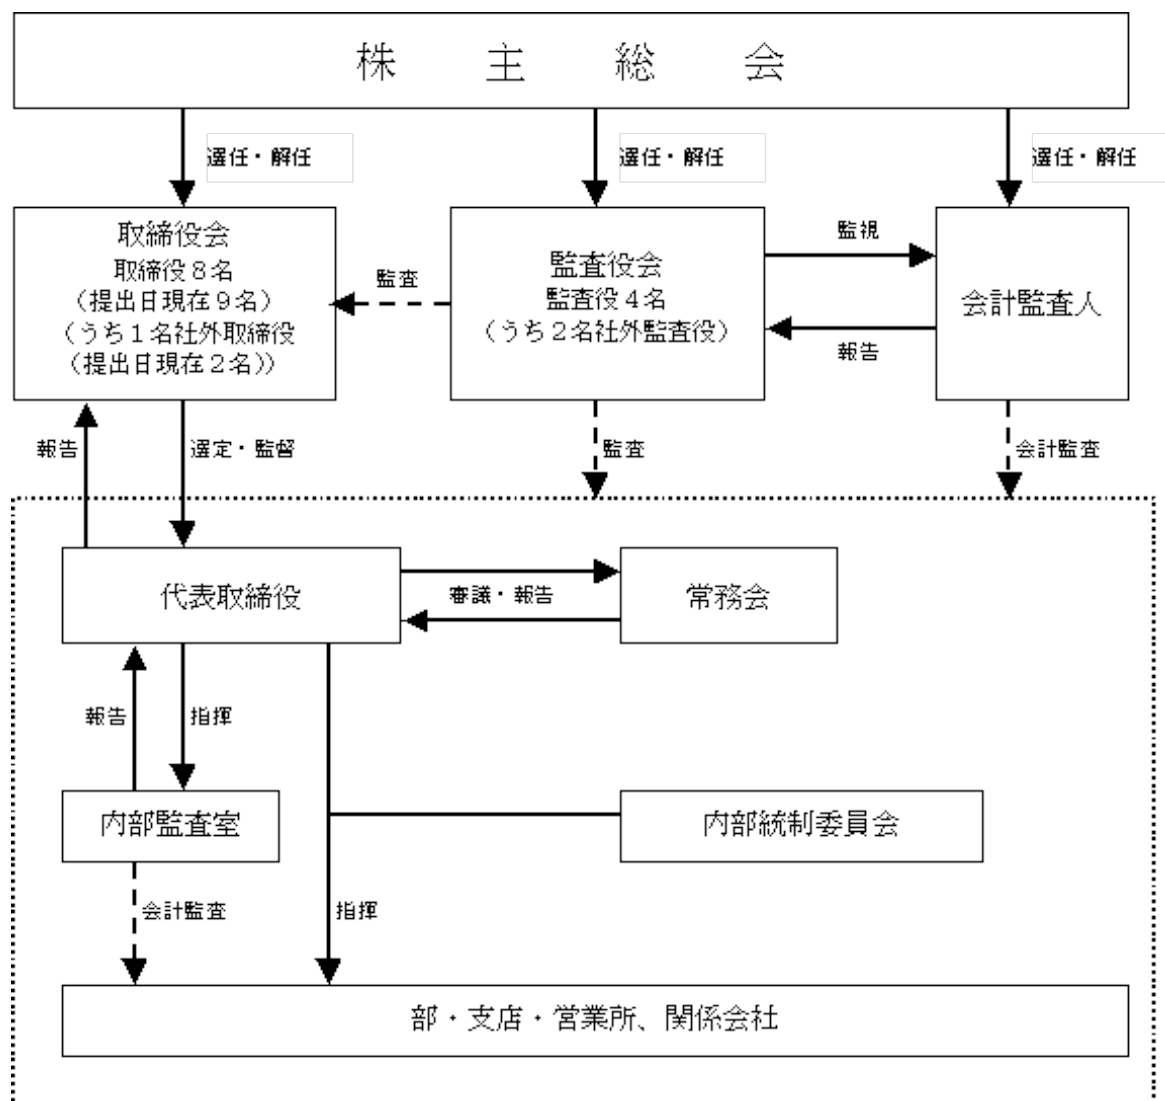 株主総会
選任・解任
選任・解任
選任・解任
取締役会
取締役８名
（提出日現在９名）
（うち１名社外取締役
（提出日現在２名））
監査
監査役会
監査役４名
（うち２名社外監査役）
監視
報告
会計監査人
報告
選定・監督
監査
会計監査
代表取締役
審議・報告
常務会
報告
指揮
内部監査室
内部統制委員会
会計監査
指揮
部・支店・営業所、関係会社